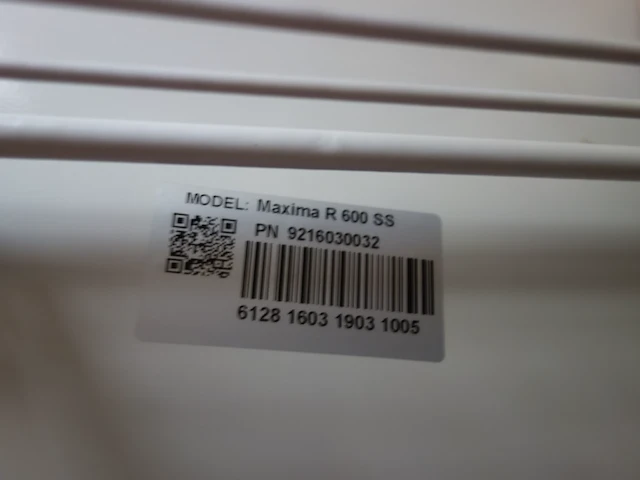 MODEL: Maxima R 600 SS
PN 9216030032
6128 1603 1903 1005